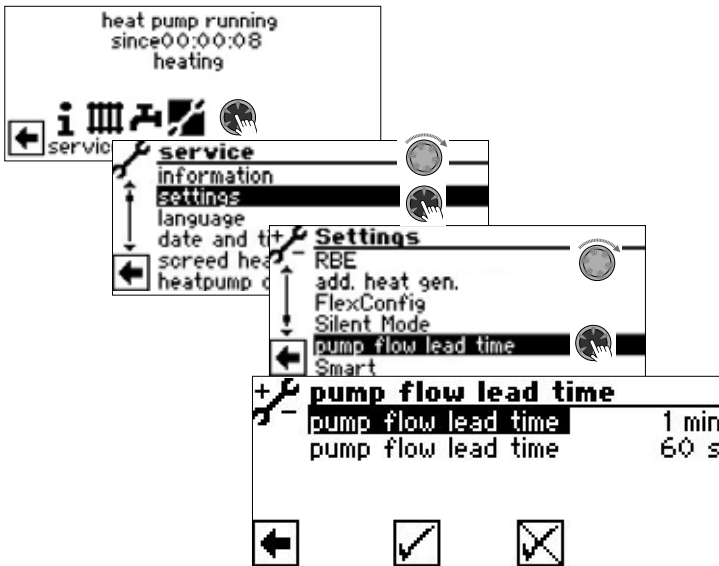 heat pump running
since00:00:08
heating
service
information
settings
language
date and
screed
heatpump
Settings
RBE
add. heat gen.
FlexConfig
Silent Mode
pump flow lead time
Smart
pump flow lead time
pump flow lead time 1 min
pump flow lead time 60 s